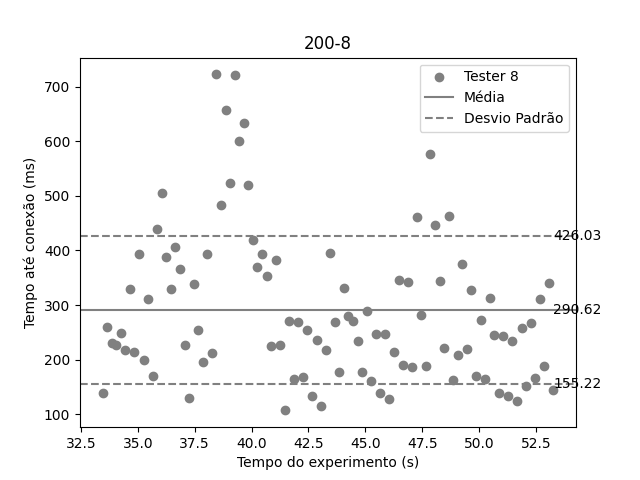 200-8
Tempo até conexão (ms)
700
600
500
400
300
200
100
Tester 8
Média
Desvio Padrão
426.03
290.62
155.22
32.5 35.0 37.5 40.0 42.5 45.0 47.5 50.0 52.5
Tempo do experimento (s)